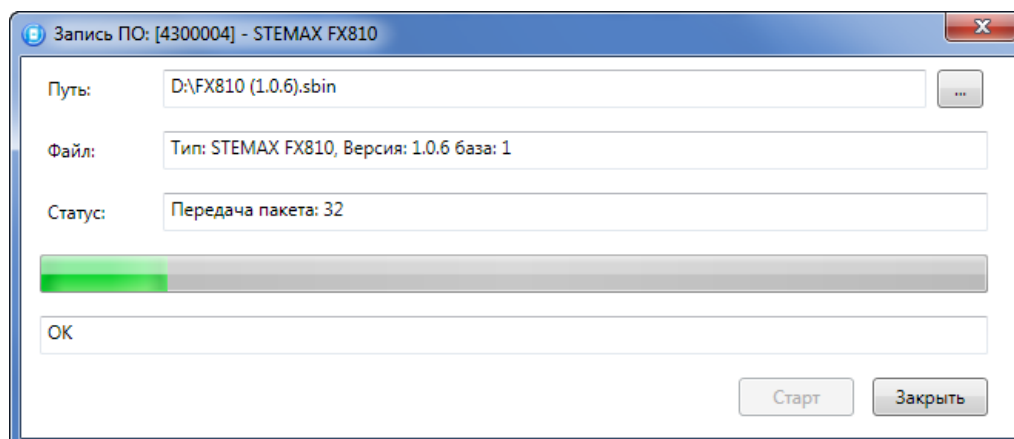 Запись ПО: [4300004] - STEMAX FX810
Путь: D:\FX810 (1.0.6).sbin ...
Файл: Тип: STEMAX FX810, Версия: 1.0.6 база: 1
Статус: Передача пакета: 32
ОК
Старт Закрыть